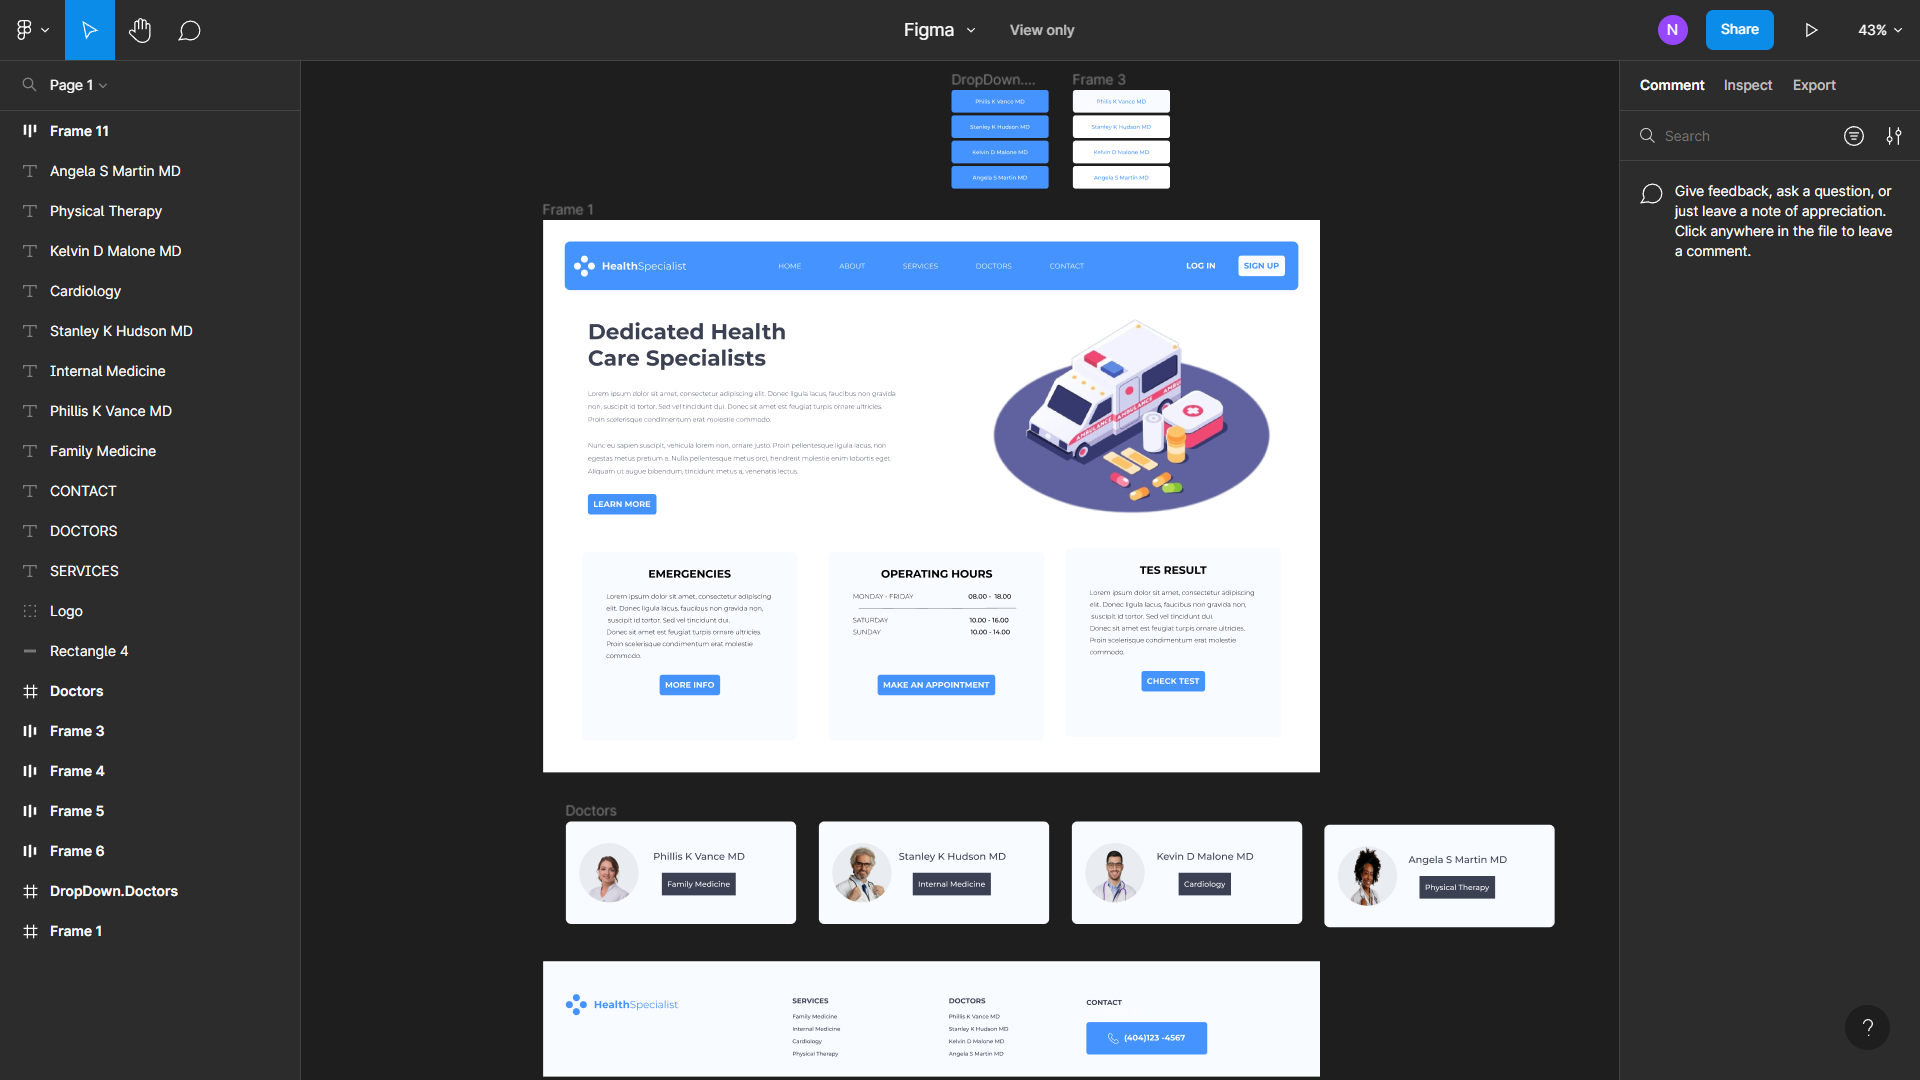 Figma
View only
N
Share
43%
Page 1
Frame 11
Angela S Martin MD
Physical Therapy
Kelvin D Malone MD
Cardiology
Stanley K Hudson MD
Internal Medicine
Phillis K Vance MD
Family Medicine
CONTACT
DOCTORS
SERVICES
Logo
Rectangle 4
Doctors
Frame 3
Frame 4
Frame 5
Frame 6
DropDown.Doctors
Frame 1
DropDown....
Phillis K Vance MD
Stanley K Hudson MD
Kelvin D Malone MD
Angela S Martin MD
Frame 3
Phillis K Vance MD
Stanley K Hudson MD
Kelvin D Malone MD
Angela S Martin MD
Frame 1
HealthSpecialist
HOME
ABOUT
SERVICES
DOCTORS
CONTACT
LOG IN
SIGN UP
Dedicated Health
Care Specialists
Lorem ipsum dolor sit amet, consectetur adipiscing elit. Donec ligula lacus, faucibus non gravida
non, suscipit id tortor. Sed vel tincidunt dui. Donec sit amet est feugiat turpis ornare ultricies.
Proin scelerisque condimentum erat molestie commodo.
Nunc eu sapien suscipit, vehicula lorem non, ornare justo. Proin pellentesque ligula lacus, non
egestas metus pretium a. Nulla pellentesque metus orci, hendrerit molestie enim lobortis eget.
Aliquam ut augue bibendum, tincidunt metus a, venenatis lectus.
LEARN MORE
AMBULANCE
AMBULANCE
EMERGENCIES
Lorem ipsum dolor sit amet, consectetur adipiscing
elit. Donec ligula lacus, faucibus non gravida non,
suscipit id tortor. Sed vel tincidunt dui.
Donec sit amet est feugiat turpis ornare ultricies.
Proin scelerisque condimentum erat molestie
commodo.
MORE INFO
OPERATING HOURS
MONDAY - FRIDAY 08.00 - 18.00
SATURDAY 10.00 - 16.00
SUNDAY 10.00 - 14.00
MAKE AN APPOINTMENT
TES RESULT
Lorem ipsum dolor sit amet, consectetur adipiscing
elit. Donec ligula lacus, faucibus non gravida non,
suscipit id tortor. Sed vel tincidunt dui.
Donec sit amet est feugiat turpis ornare ultricies.
Proin scelerisque condimentum erat molestie
commodo.
CHECK TEST
Doctors
Phillis K Vance MD
Family Medicine
Stanley K Hudson MD
Internal Medicine
Kevin D Malone MD
Cardiology
Angela S Martin MD
Physical Therapy
HealthSpecialist
SERVICES
Family Medicine
Internal Medicine
Cardiology
Physical Therapy
DOCTORS
Phillis K Vance MD
Stanley K Hudson MD
Kelvin D Malone MD
Angela S Martin MD
CONTACT
(404)123 -4567
Comment
Inspect
Export
Search
Give feedback, ask a question, or
just leave a note of appreciation.
Click anywhere in the file to leave
a comment.
?